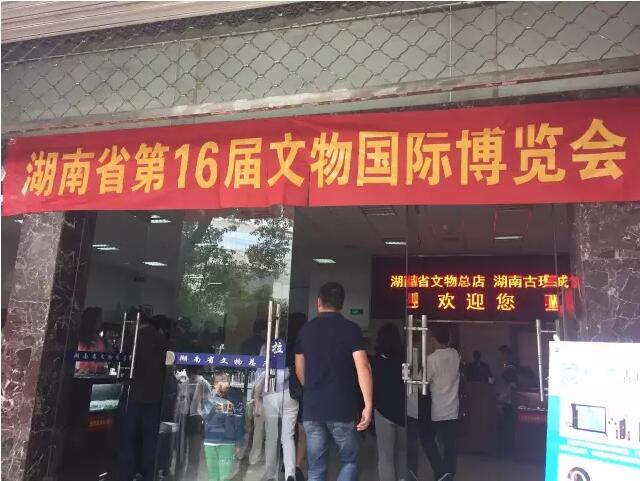 湖南省第16届文物国际博览会
湖南省文物总店 湖南古玩
欢迎您
拉
湖南省文物总